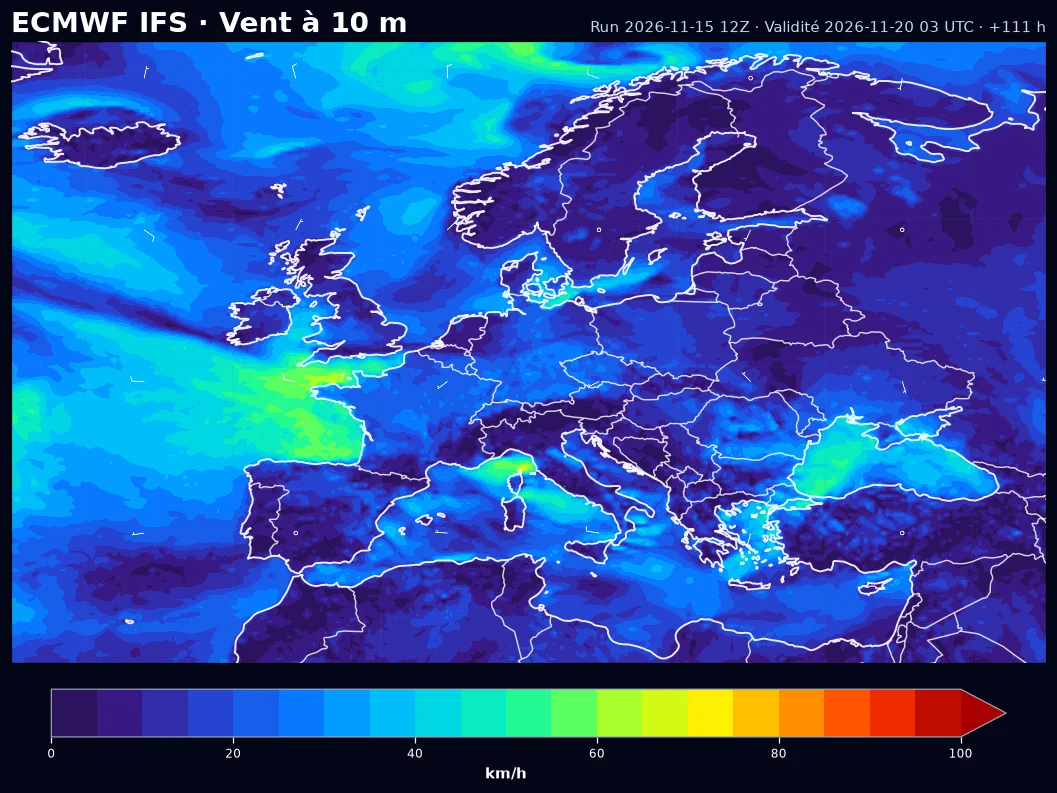 ECMWF IFS · Vent à 10 m
Run 2026-11-15 12Z · Validité 2026-11-20 03 UTC · +111 h
0 20 40 60 80 100
km/h